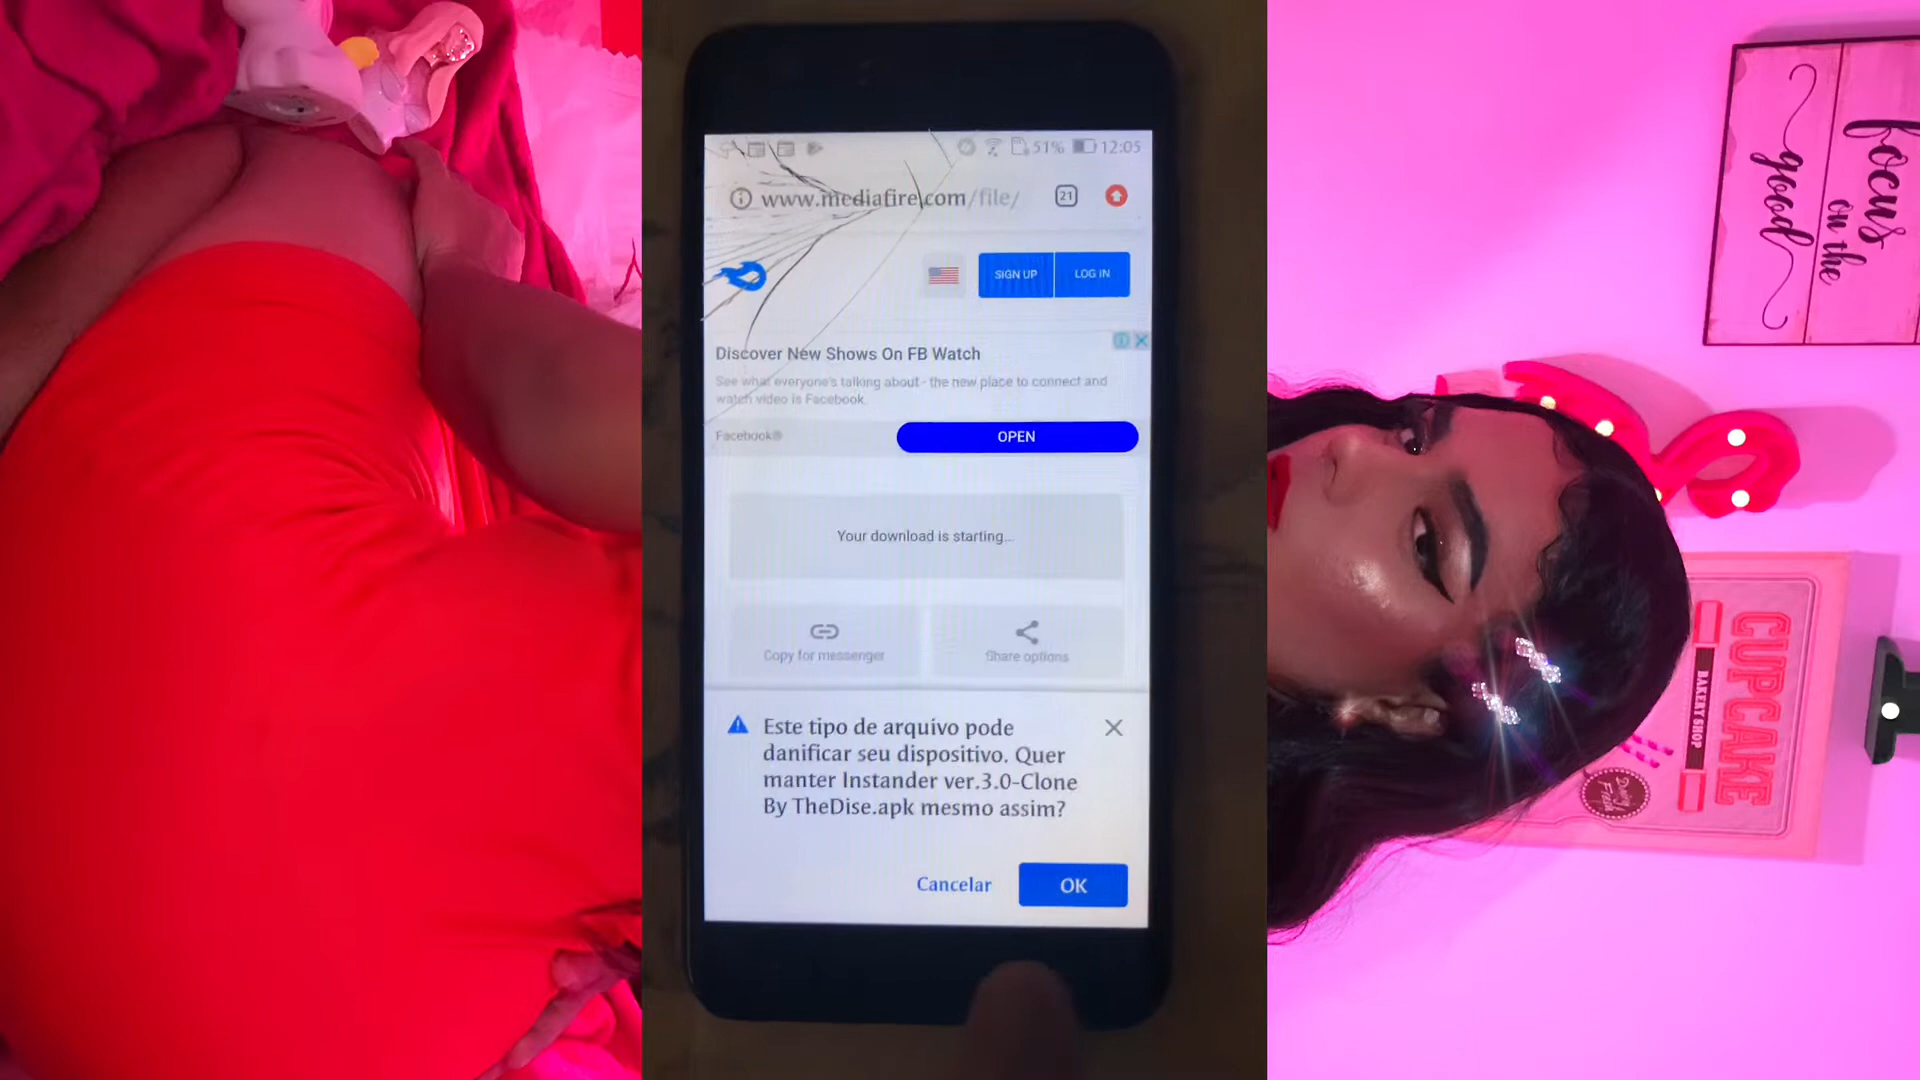 51% 12:05
www.mediafire.com/file/
21
SIGN UP
LOG IN
Discover New Shows On FB Watch
See what everyone's talking about - the new place to connect and
watch video is Facebook.
Facebook®
OPEN
Your download is starting...
Copy for messenger
Share options
Este tipo de arquivo pode
danificar seu dispositivo. Quer
manter Instander ver.3.0-Clone
By TheDise.apk mesmo assim?
Cancelar
OK
focus
on the
good
CUPCAKE
BAKERY SHOP